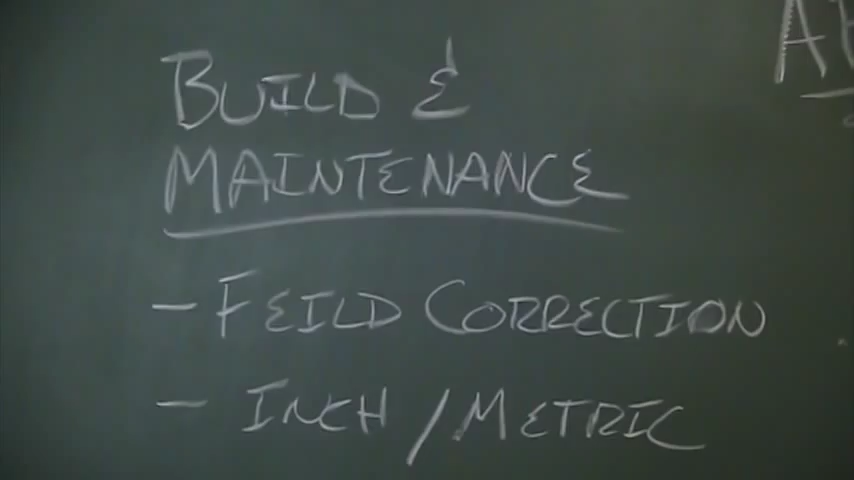 BUILD &
MAINTENANCE
- FEILD CORRECTION
- INCH / METRIC